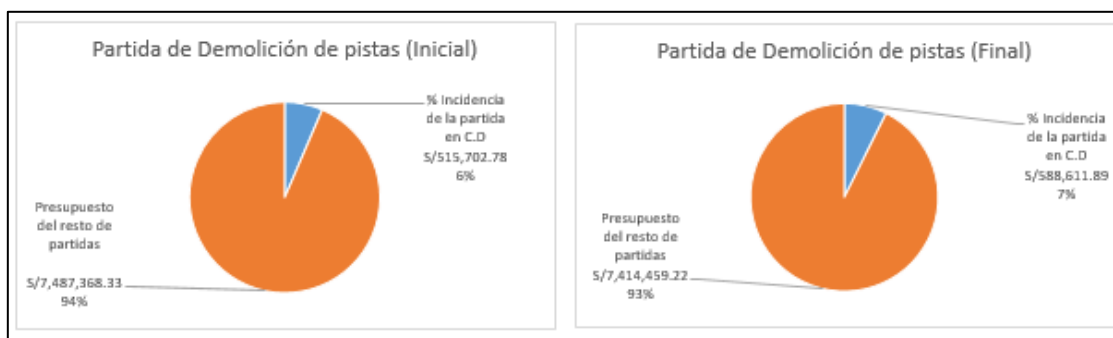 Partida de Demolición de pistas (Inicial)
% Incidencia
de la partida
en C.D
S/515,702.78
6%
Presupuesto
del resto de
partidas
S/7,487,368.33
94%
Partida de Demolición de pistas (Final)
% Incidencia
de la partida
en C.D
S/588,611.89
7%
Presupuesto
del resto de
partidas
S/7,414,459.22
93%